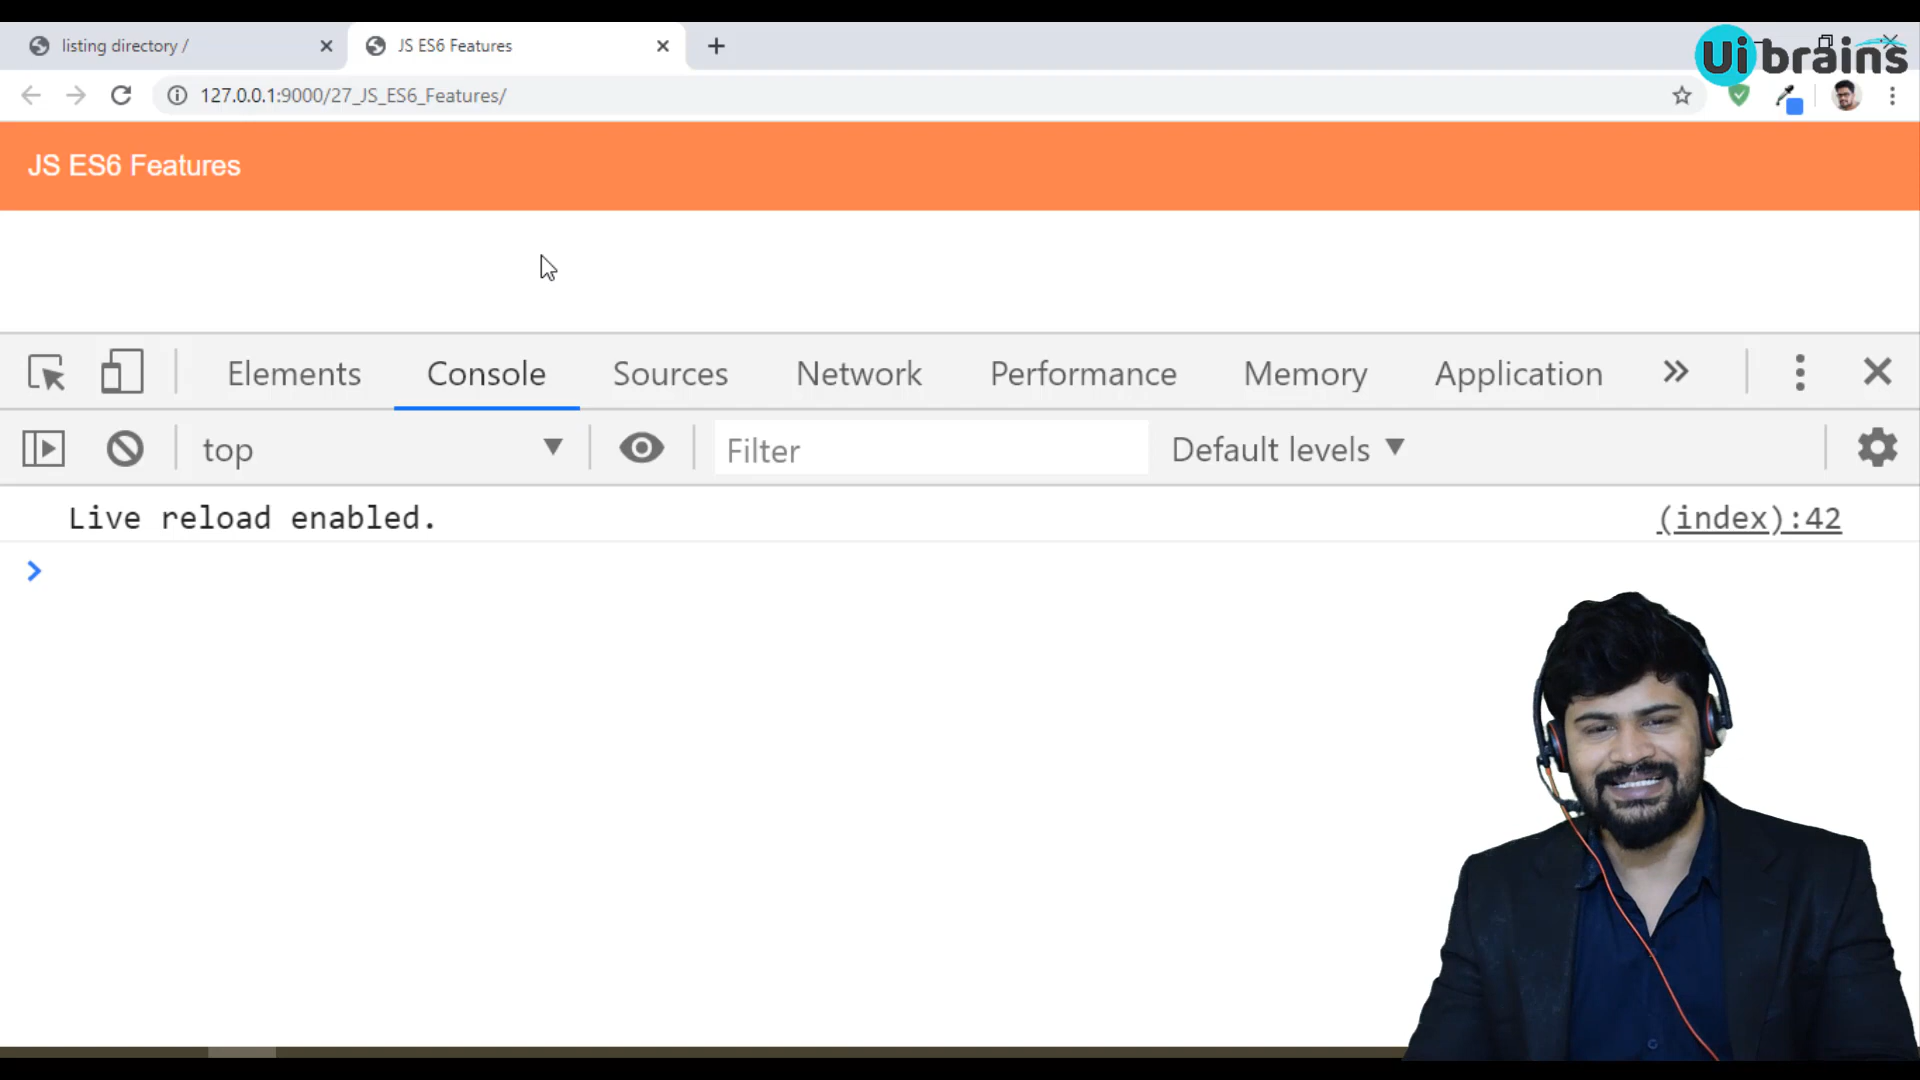 listing directory /
JS ES6 Features
Uibrains
127.0.0.1:9000/27_JS_ES6_Features/
JS ES6 Features
Elements Console Sources Network Performance Memory Application
top Filter Default levels
Live reload enabled. (index):42